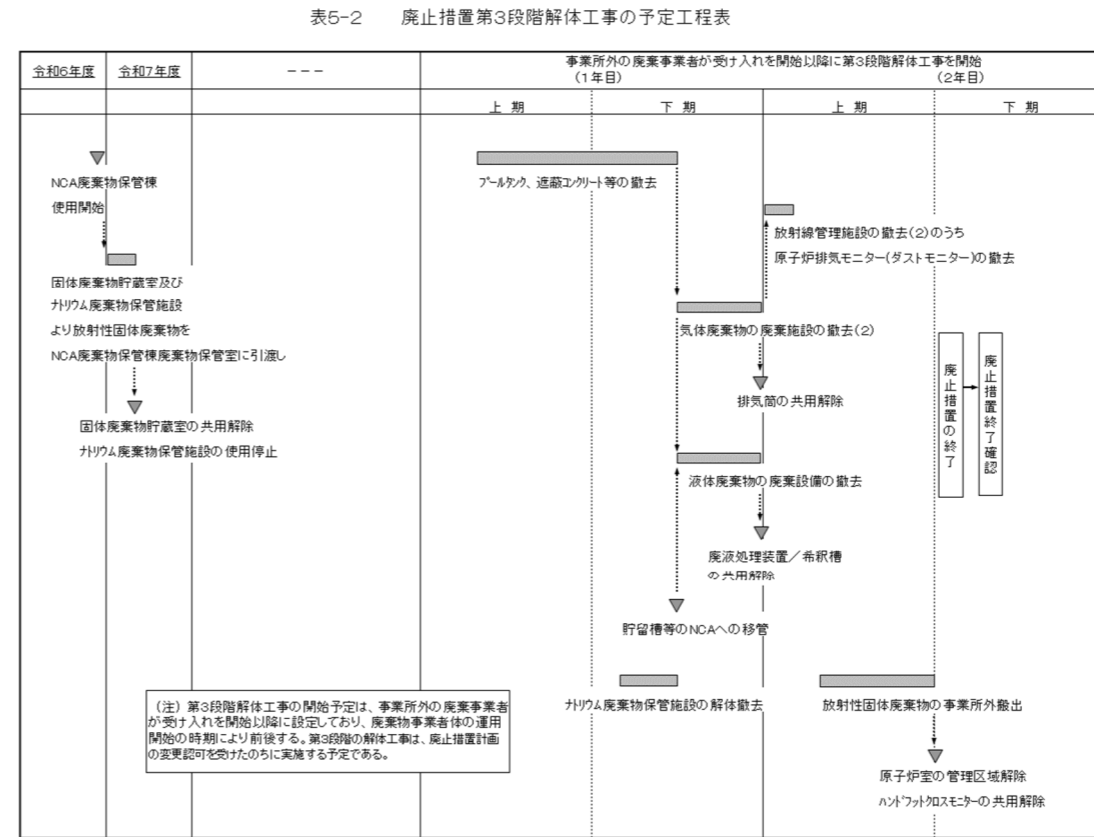 表5-2　　廃止措置第3段階解体工事の予定工程表
令和6年度
令和7年度
－－－
事業所外の廃棄事業者が受け入れを開始以降に第3段階解体工事を開始
(1年目)
(2年目)
上 期
下 期
上 期
下 期
NCA廃棄物保管棟
使用開始
固体廃棄物貯蔵室及び
ﾅﾄﾘｳﾑ廃棄物保管施設
より放射性固体廃棄物を
NCA廃棄物保管棟廃棄物保管室に引渡し
固体廃棄物貯蔵室の共用解除
ﾅﾄﾘｳﾑ廃棄物保管施設の使用停止
ﾌﾟｰﾙﾀﾝｸ、遮蔽ｺﾝｸﾘｰﾄ等の撤去
放射線管理施設の撤去(2)のうち
原子炉排気モニター(ダストモニター)の撤去
気体廃棄物の廃棄施設の撤去(2)
排気筒の共用解除
液体廃棄物の廃棄設備の撤去
廃液処理装置／希釈槽
の共用解除
貯留槽等のNCAへの移管
ﾅﾄﾘｳﾑ廃棄物保管施設の解体撤去
放射性固体廃棄物の事業所外搬出
原子炉室の管理区域解除
ﾊﾝﾄﾞﾌｯﾄｸﾛｽﾓﾆﾀｰの共用解除
廃止措置の終了
廃止措置終了確認
(注) 第3段階解体工事の開始予定は、事業所外の廃棄事業者
が受け入れを開始以降に設定しており、廃棄物事業者体の運用
開始の時期により前後する。第3段階の解体工事は、廃止措置計画
の変更認可を受けたのちに実施する予定である。